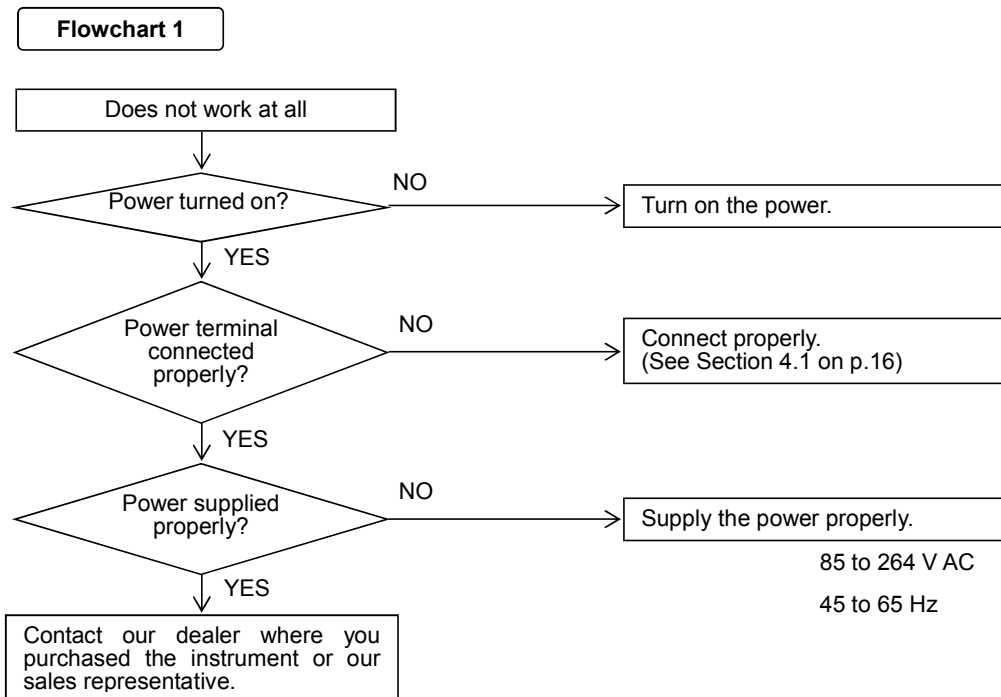 Flowchart 1
Does not work at all
Power turned on?
NO
Turn on the power.
YES
Power terminal
connected
properly?
NO
Connect properly.
(See Section 4.1 on p.16)
YES
Power supplied
properly?
NO
Supply the power properly.
85 to 264 V AC
45 to 65 Hz
YES
Contact our dealer where you
purchased the instrument or our
sales representative.